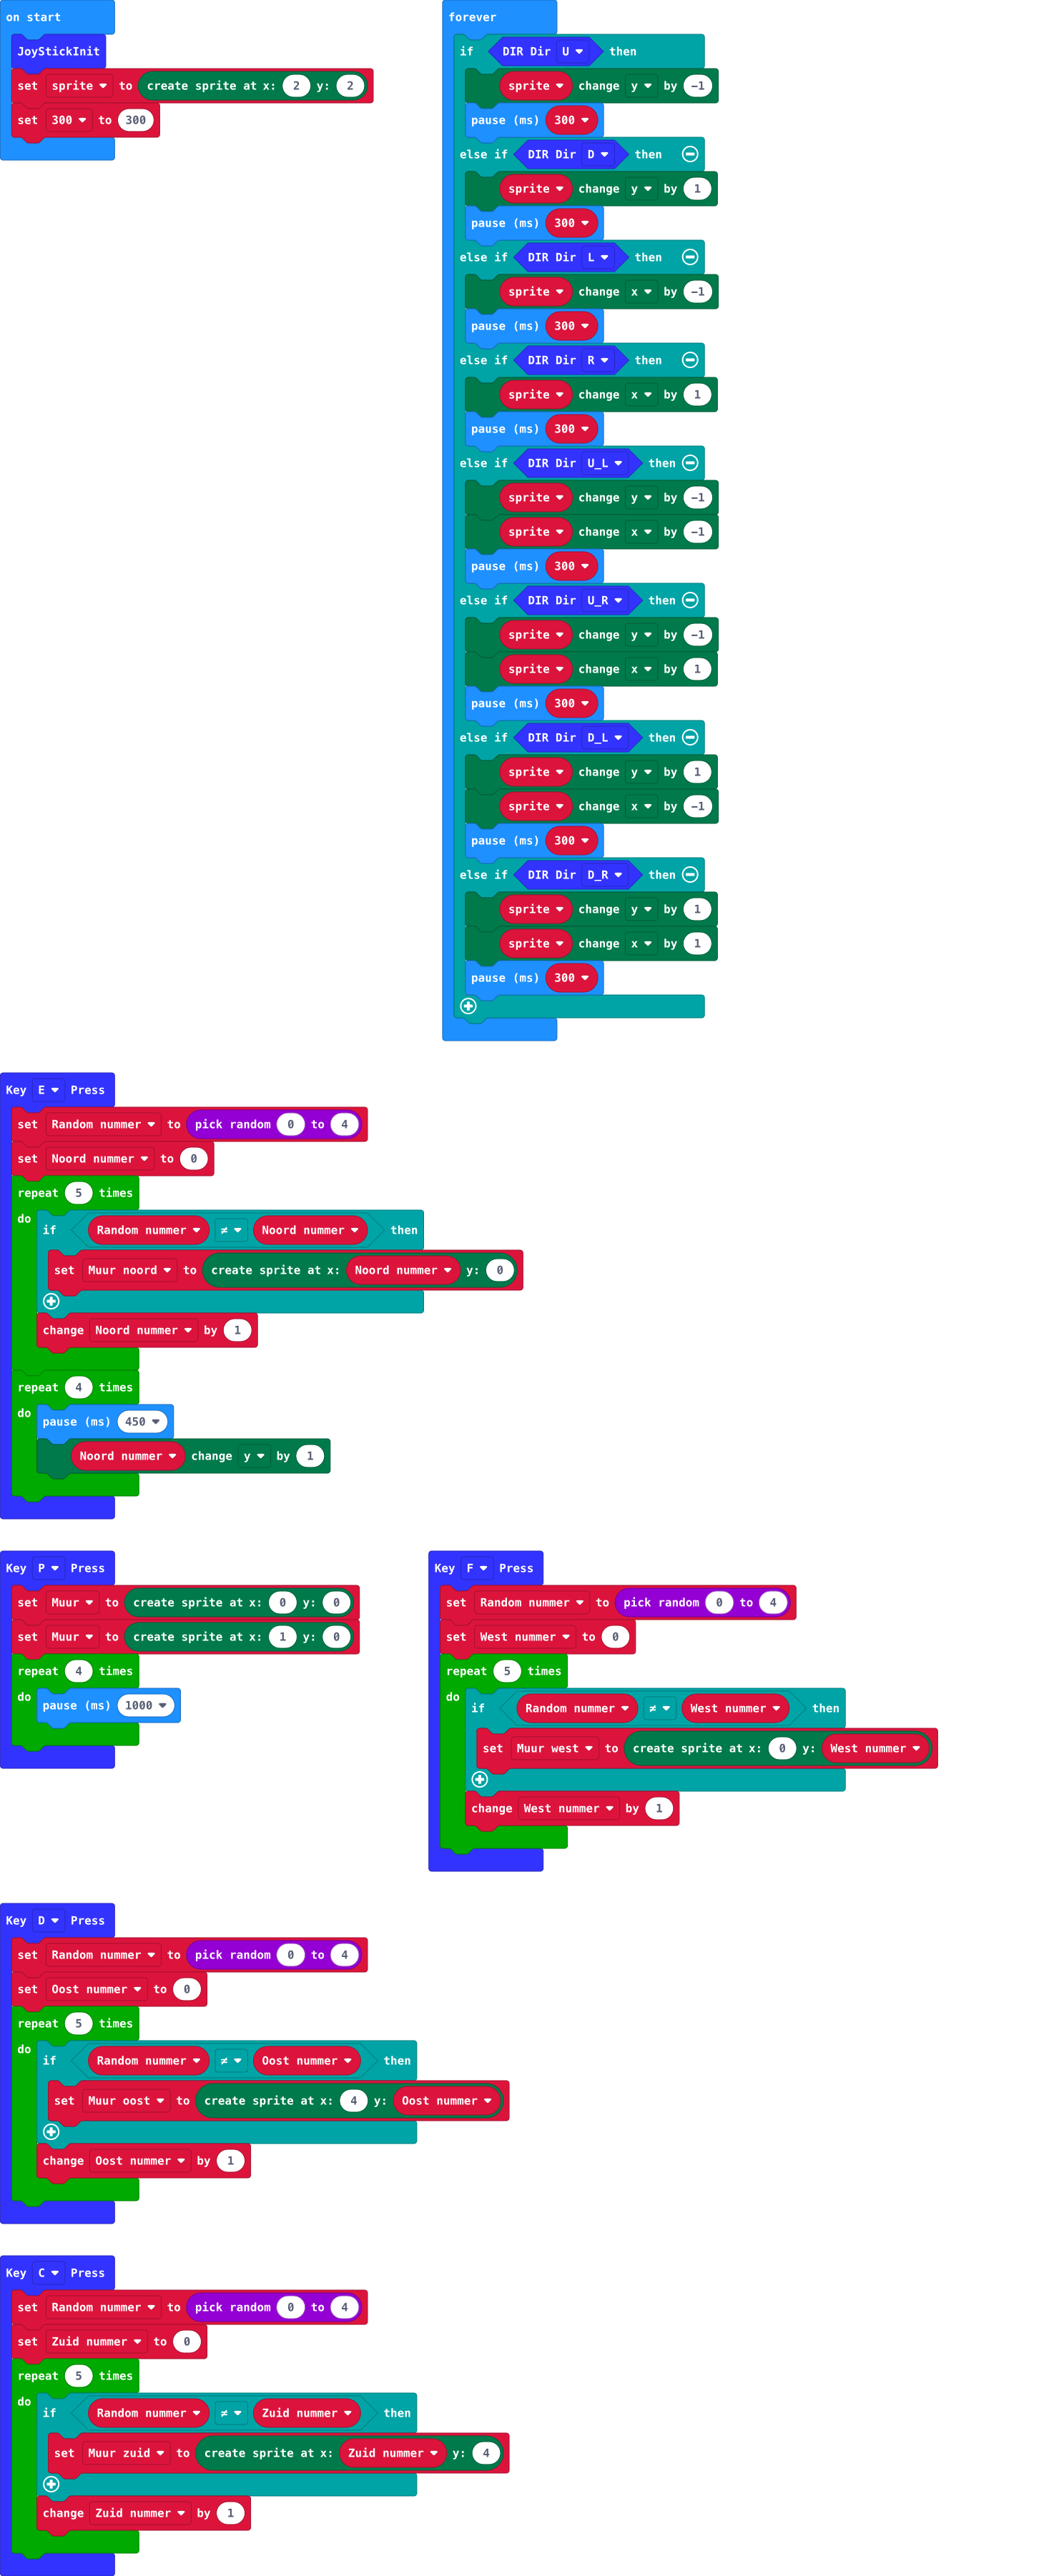 on start
JoyStickInit
set sprite to create sprite at x: 2 y: 2
set 300 to 300
forever
if DIR Dir U then
sprite change y by -1
pause (ms) 300
else if DIR Dir D then
sprite change y by 1
pause (ms) 300
else if DIR Dir L then
sprite change x by -1
pause (ms) 300
else if DIR Dir R then
sprite change x by 1
pause (ms) 300
else if DIR Dir U_L then
sprite change y by -1
sprite change x by -1
pause (ms) 300
else if DIR Dir U_R then
sprite change y by -1
sprite change x by 1
pause (ms) 300
else if DIR Dir D_L then
sprite change y by 1
sprite change x by -1
pause (ms) 300
else if DIR Dir D_R then
sprite change y by 1
sprite change x by 1
pause (ms) 300
Key E Press
set Random nummer to pick random 0 to 4
set Noord nummer to 0
repeat 5 times
do if Random nummer ≠ Noord nummer then
set Muur noord to create sprite at x: Noord nummer y: 0
change Noord nummer by 1
repeat 4 times
do pause (ms) 450
Noord nummer change y by 1
Key P Press
set Muur to create sprite at x: 0 y: 0
set Muur to create sprite at x: 1 y: 0
repeat 4 times
do pause (ms) 1000
Key F Press
set Random nummer to pick random 0 to 4
set West nummer to 0
repeat 5 times
do if Random nummer ≠ West nummer then
set Muur west to create sprite at x: 0 y: West nummer
change West nummer by 1
Key D Press
set Random nummer to pick random 0 to 4
set Oost nummer to 0
repeat 5 times
do if Random nummer ≠ Oost nummer then
set Muur oost to create sprite at x: 4 y: Oost nummer
change Oost nummer by 1
Key C Press
set Random nummer to pick random 0 to 4
set Zuid nummer to 0
repeat 5 times
do if Random nummer ≠ Zuid nummer then
set Muur zuid to create sprite at x: Zuid nummer y: 4
change Zuid nummer by 1